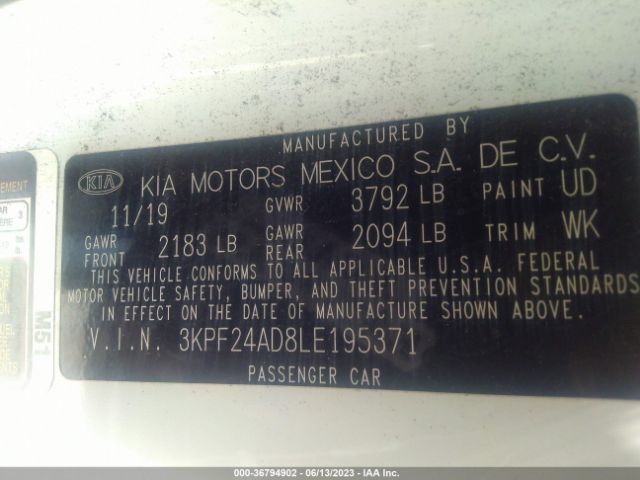 MANUFACTURED BY
KIA KIA MOTORS MEXICO S.A. DE C.V.
11/19 GVWR 3792 LB PAINT UD
GAWR FRONT 2183 LB GAWR REAR 2094 LB TRIM WK
THIS VEHICLE CONFORMS TO ALL APPLICABLE U.S.A. FEDERAL
MOTOR VEHICLE SAFETY, BUMPER, AND THEFT PREVENTION STANDARDS
IN EFFECT ON THE DATE OF MANUFACTURE SHOWN ABOVE.
V.I.N. 3KPF24AD8LE195371
PASSENGER CAR
M51
000-36794902 - 06/13/2023 - IAA Inc.